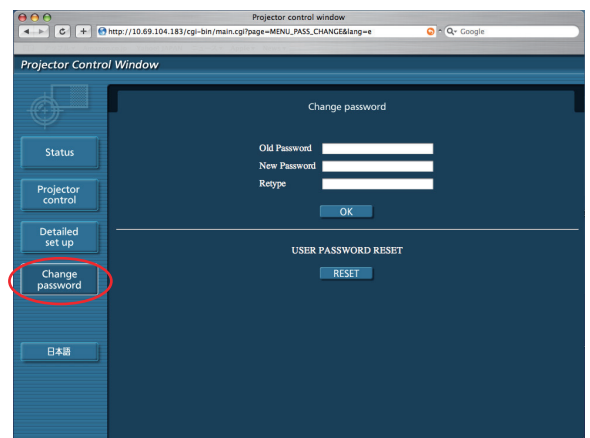 Projector control window
http://10.69.104.183/cgi-bin/main.cgi?page=MENU_PASS_CHANGE&lang=e
Google
Projector Control Window
Change password
Old Password
New Password
Retype
OK
USER PASSWORD RESET
RESET
Status
Projector
control
Detailed
set up
Change
password
日本語